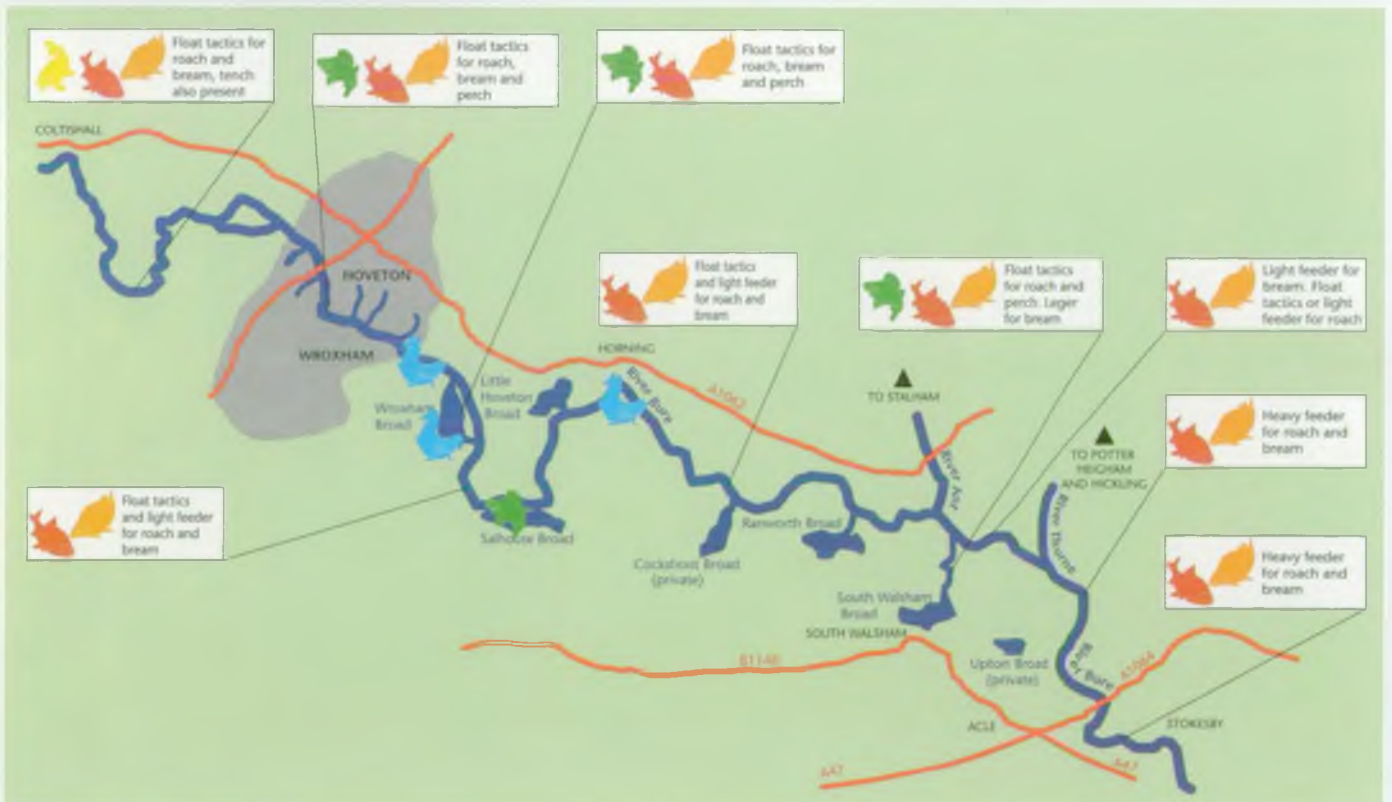 Float tactics for
roach and
bream, tench
also present
Float tactics
for roach,
bream and
perch
Float tactics for
roach, bream
and perch
COLTISHALL
HOVETON
WROXHAM
Float tactics
and light feeder
for roach and
bream
Float tactics
for roach and
perch. Leger
for bream
Light feeder for
bream. Float
tactics or light
feeder for roach
HORNING
River Bure
A1062
TO STALHAM
Little
Hoveton
Broad
Wroxham
Broad
Heavy feeder
for roach and
bream
TO POTTER
HEIGHAM
AND HICKLING
River Ant
River Thurne
Float tactics
and light feeder
for roach and
bream
Salhouse Broad
Ranworth Broad
Cockshoot Broad
(private)
Heavy feeder
for roach and
bream
South Walsham
Broad
SOUTH WALSHAM
B1140
Upton Broad
(private)
River Bure
A1064
ACLE
STOKESBY
A47
A47